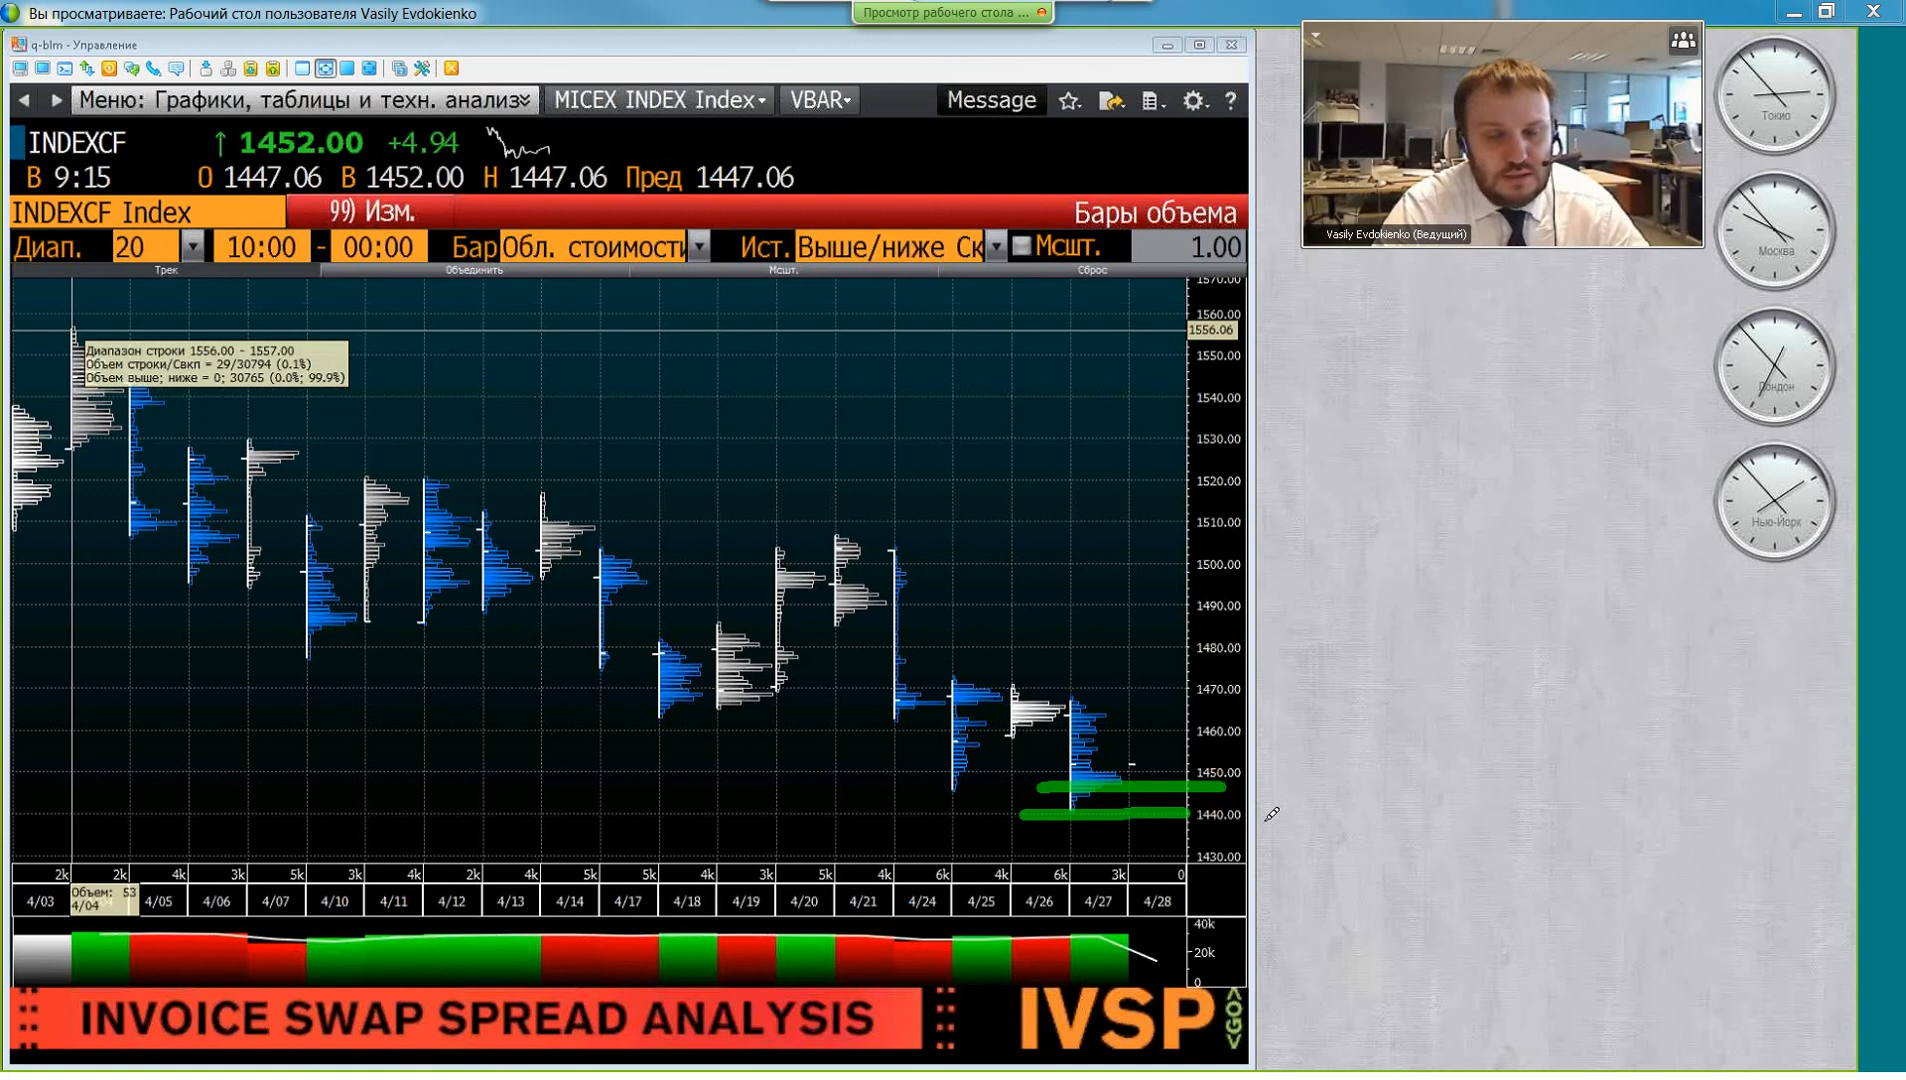 Вы просматриваете: Рабочий стол пользователя Vasily Evdokienko
Просмотр рабочего стола ...
q-blm - Управление
Меню: Графики, таблицы и техн. анализ
MICEX INDEX Index
VBAR
Message
?
INDEXCF
↑ 1452.00 +4.94
В 9:15 О 1447.06 В 1452.00 Н 1447.06 Пред 1447.06
INDEXCF Index
99) Изм.
Бары объема
Диап. 20 10:00 - 00:00 Бар Обл. стоимости Ист. Выше/ниже Ск Мсшт. 1.00
Трек Объединить Мсшт. Сброс
1570.00
1560.00
1556.06
1550.00
1540.00
1530.00
1520.00
1510.00
1500.00
1490.00
1480.00
1470.00
1460.00
1450.00
1440.00
1430.00
Диапазон строки 1556.00 - 1557.00
Объем строки/Свкп = 29/30794 (0.1%)
Объем выше; ниже = 0; 30765 (0.0%; 99.9%)
2k 2k 4k 3k 5k 3k 4k 2k 4k 5k 5k 4k 3k 5k 4k 6k 4k 6k 3k 0
Объем: 53
4/03 4/04 4/05 4/06 4/07 4/10 4/11 4/12 4/13 4/14 4/17 4/18 4/19 4/20 4/21 4/24 4/25 4/26 4/27 4/28
40k
20k
0
INVOICE SWAP SPREAD ANALYSIS
IVSP <GO>
Vasily Evdokienko (Ведущий)
Токио
Москва
Лондон
Нью-Йорк